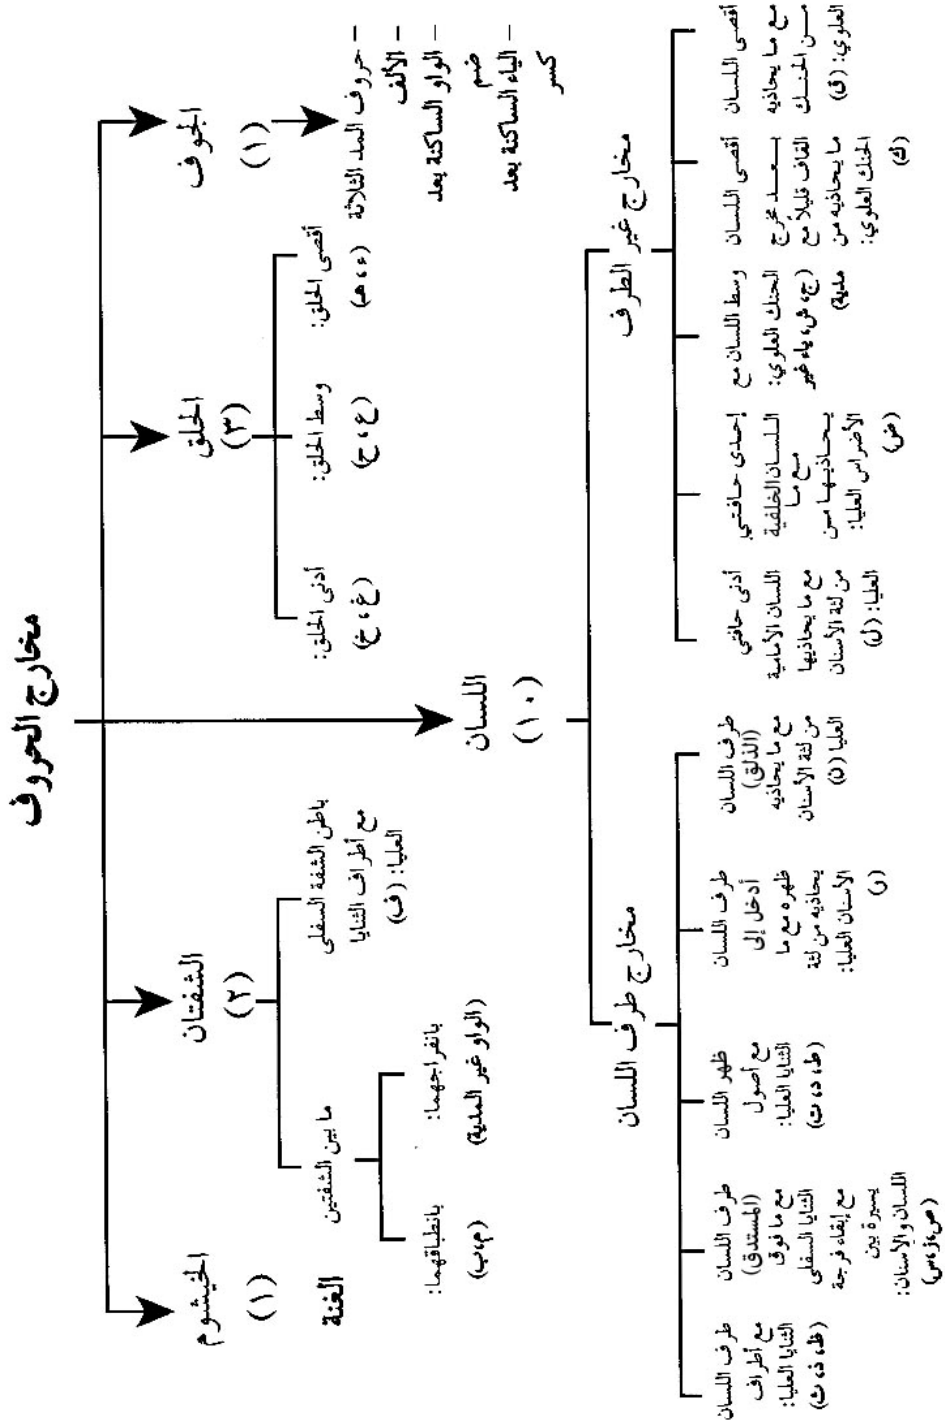 مخارج الحروف
الجوف
(١)
– حروف المد الثلاثة
– الألف
– الواو الساكنة بعد
ضم
– الياء الساكنة بعد
كسر
الحلق
(٣)
أقصى الحلق:
(ء، هـ)
وسط الحلق:
(ع، ح)
أدنى الحلق:
(غ، خ)
اللسان
(١٠)
مخارج غير الطرف
أقصى اللسان
مع ما يحاذيه
من الحنك
العلوي: (ق)
أقصى اللسان
بعد مخرج
القاف قليلاً مع
ما يحاذيه من
الحنك العلوي:
(ك)
وسط اللسان مع
الحنك العلوي:
(ج، ش، ياء غير
مدية)
إحدى حافتي
اللسان الخلفية
مع ما
يحاذيها من
الأضراس العليا:
(ض)
أدنى حافتي
اللسان الأمامية
مع ما يحاذيها
من لثة الأسنان
العليا: (ل)
مخارج طرف اللسان
طرف اللسان
(الذلق)
مع ما يحاذيه
من لثة الأسنان
العليا (ن)
طرف اللسان
أدخل إلى
ظهره مع ما
يحاذيه من لثة
الأسنان العليا:
(ر)
ظهر اللسان
مع أصول
الثنايا العليا:
(ط، د، ت)
طرف اللسان
(المستدق)
مع ما فوق
الثنايا السفلى
مع إبقاء فرجة
يسيرة بين
اللسان والأسنان:
(ص، ز، س)
طرف اللسان
مع أطراف
الثنايا العليا:
(ظ، ذ، ث)
الشفتان
(٢)
باطن الشفة السفلى
مع أطراف الثنايا
العليا: (ف)
ما بين الشفتين
بانفراجهما:
(الواو غير المدية)
بانطباقهما:
(م، ب)
الخيشوم
(١)
الغنة